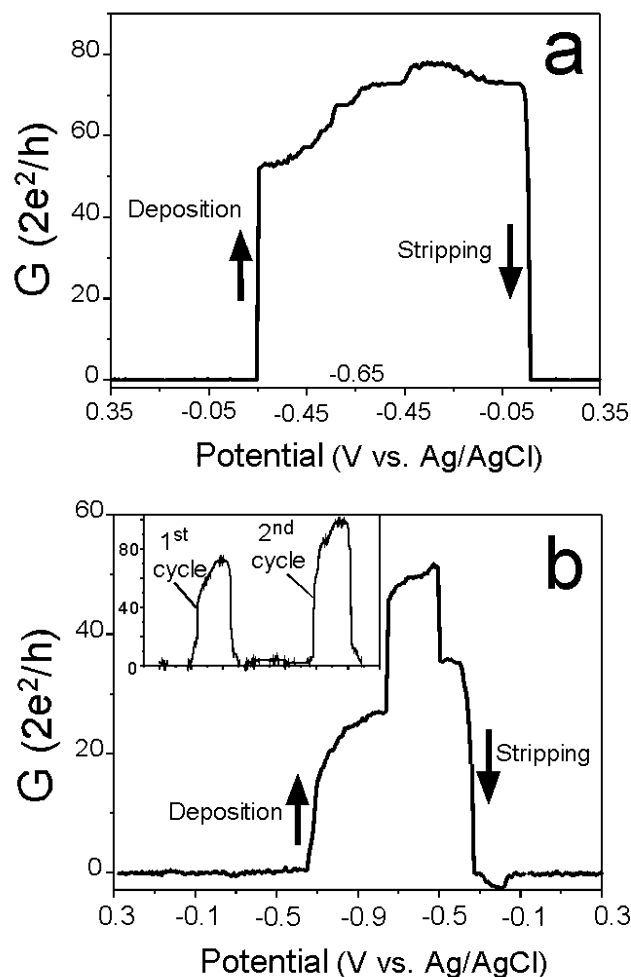 a
80
60
40
20
0
G (2e²/h)
Deposition
Stripping
-0.65
0.35 -0.05 -0.45 -0.45 -0.05 0.35
Potential (V vs. Ag/AgCl)
b
60
40
20
0
G (2e²/h)
80
40
0
1st cycle
2nd cycle
Deposition
Stripping
0.3 -0.1 -0.5 -0.9 -0.5 -0.1 0.3
Potential (V vs. Ag/AgCl)